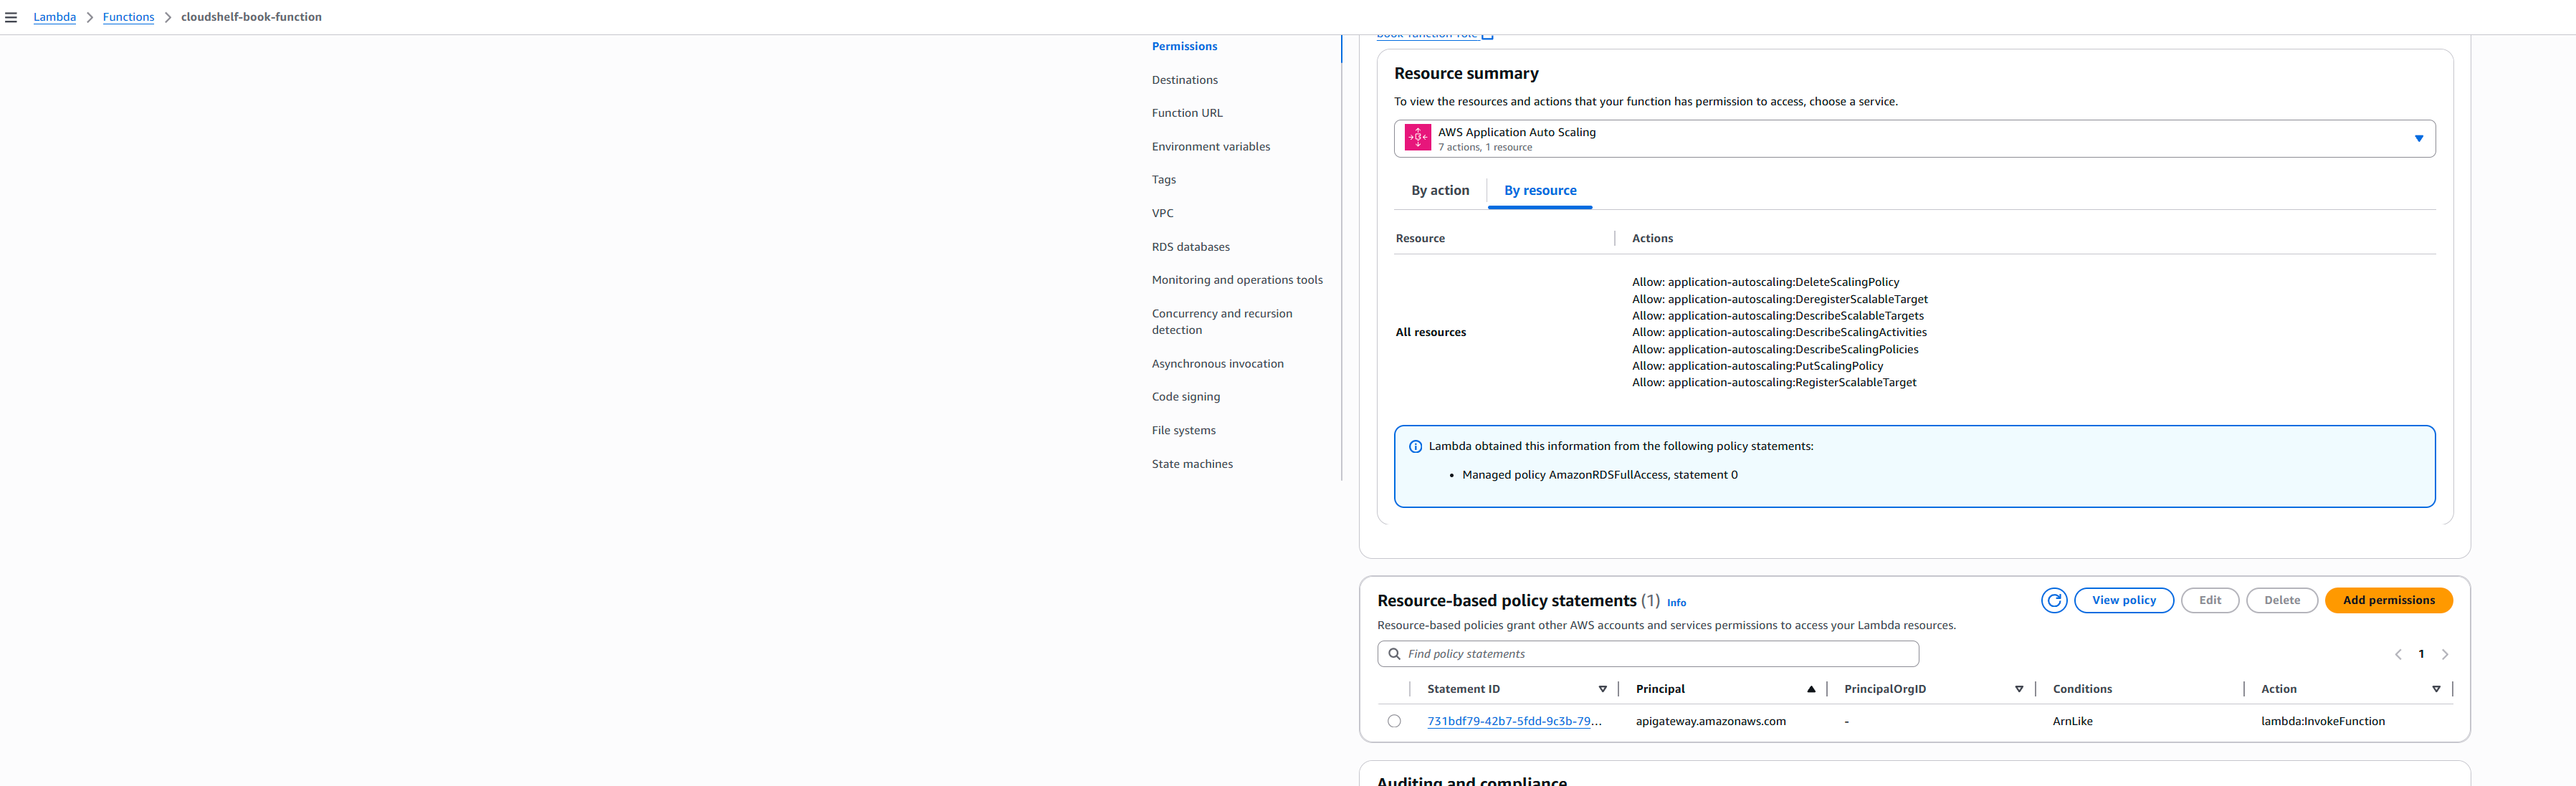 Lambda > Functions > cloudshelf-book-function
Permissions
Destinations
Function URL
Environment variables
Tags
VPC
RDS databases
Monitoring and operations tools
Concurrency and recursion
detection
Asynchronous invocation
Code signing
File systems
State machines
book-function-role
Resource summary
To view the resources and actions that your function has permission to access, choose a service.
AWS Application Auto Scaling
7 actions, 1 resource
By action
By resource
Resource
Actions
All resources
Allow: application-autoscaling:DeleteScalingPolicy
Allow: application-autoscaling:DeregisterScalableTarget
Allow: application-autoscaling:DescribeScalableTargets
Allow: application-autoscaling:DescribeScalingActivities
Allow: application-autoscaling:DescribeScalingPolicies
Allow: application-autoscaling:PutScalingPolicy
Allow: application-autoscaling:RegisterScalableTarget
Lambda obtained this information from the following policy statements:
• Managed policy AmazonRDSFullAccess, statement 0
Resource-based policy statements (1) Info
View policy
Edit
Delete
Add permissions
Resource-based policies grant other AWS accounts and services permissions to access your Lambda resources.
Find policy statements
1
Statement ID
Principal
PrincipalOrgID
Conditions
Action
731bdf79-42b7-5fdd-9c3b-79...
apigateway.amazonaws.com
-
ArnLike
lambda:InvokeFunction
Auditing and compliance